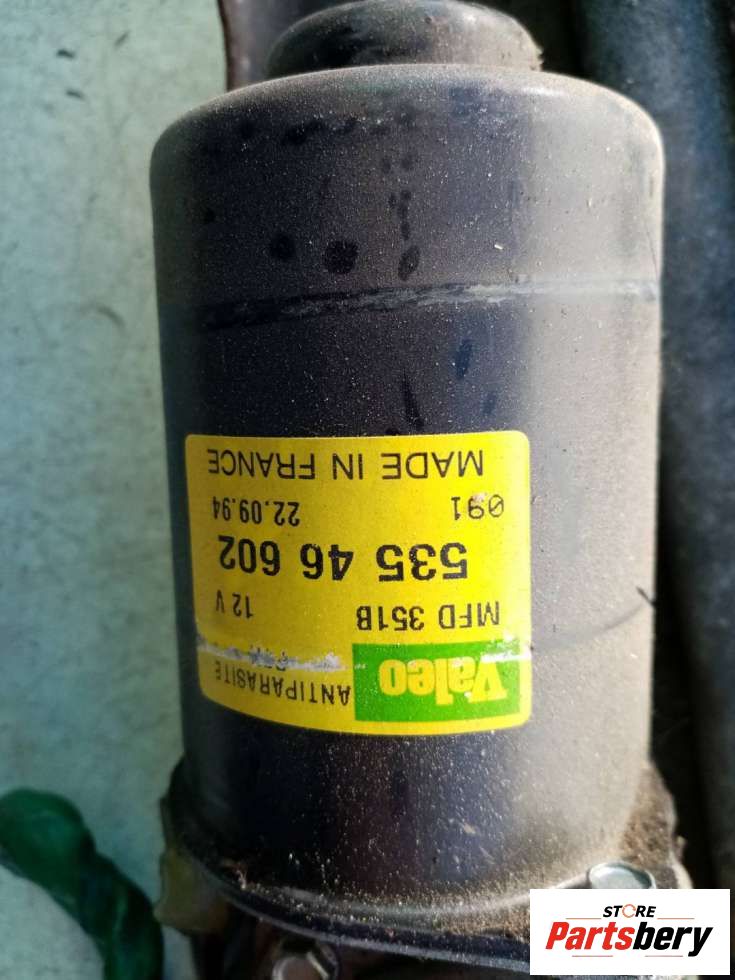 Valeo ANTIPARASITE
MFD 351B 12 V
535 46 602
091 22.09.94
MADE IN FRANCE
STORE
Partsbery